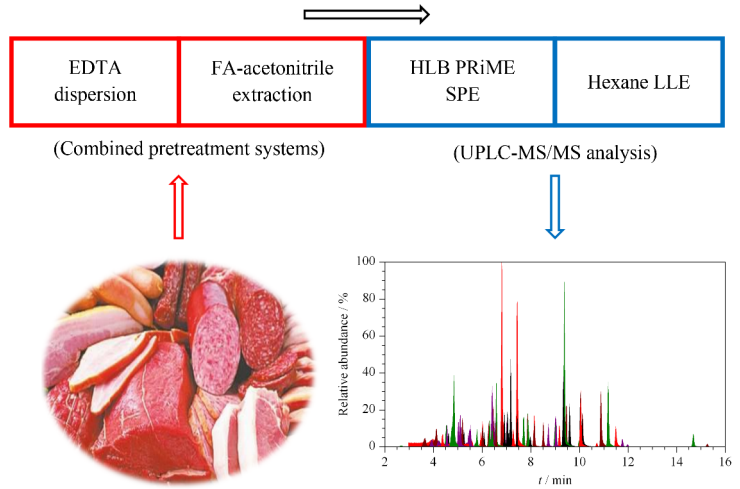 EDTA
dispersion
FA-acetonitrile
extraction
HLB PRiME
SPE
Hexane LLE
(Combined pretreatment systems)
(UPLC-MS/MS analysis)
Relative abundance / %
100
80
60
40
20
0
2 4 6 8 10 12 14 16
t / min